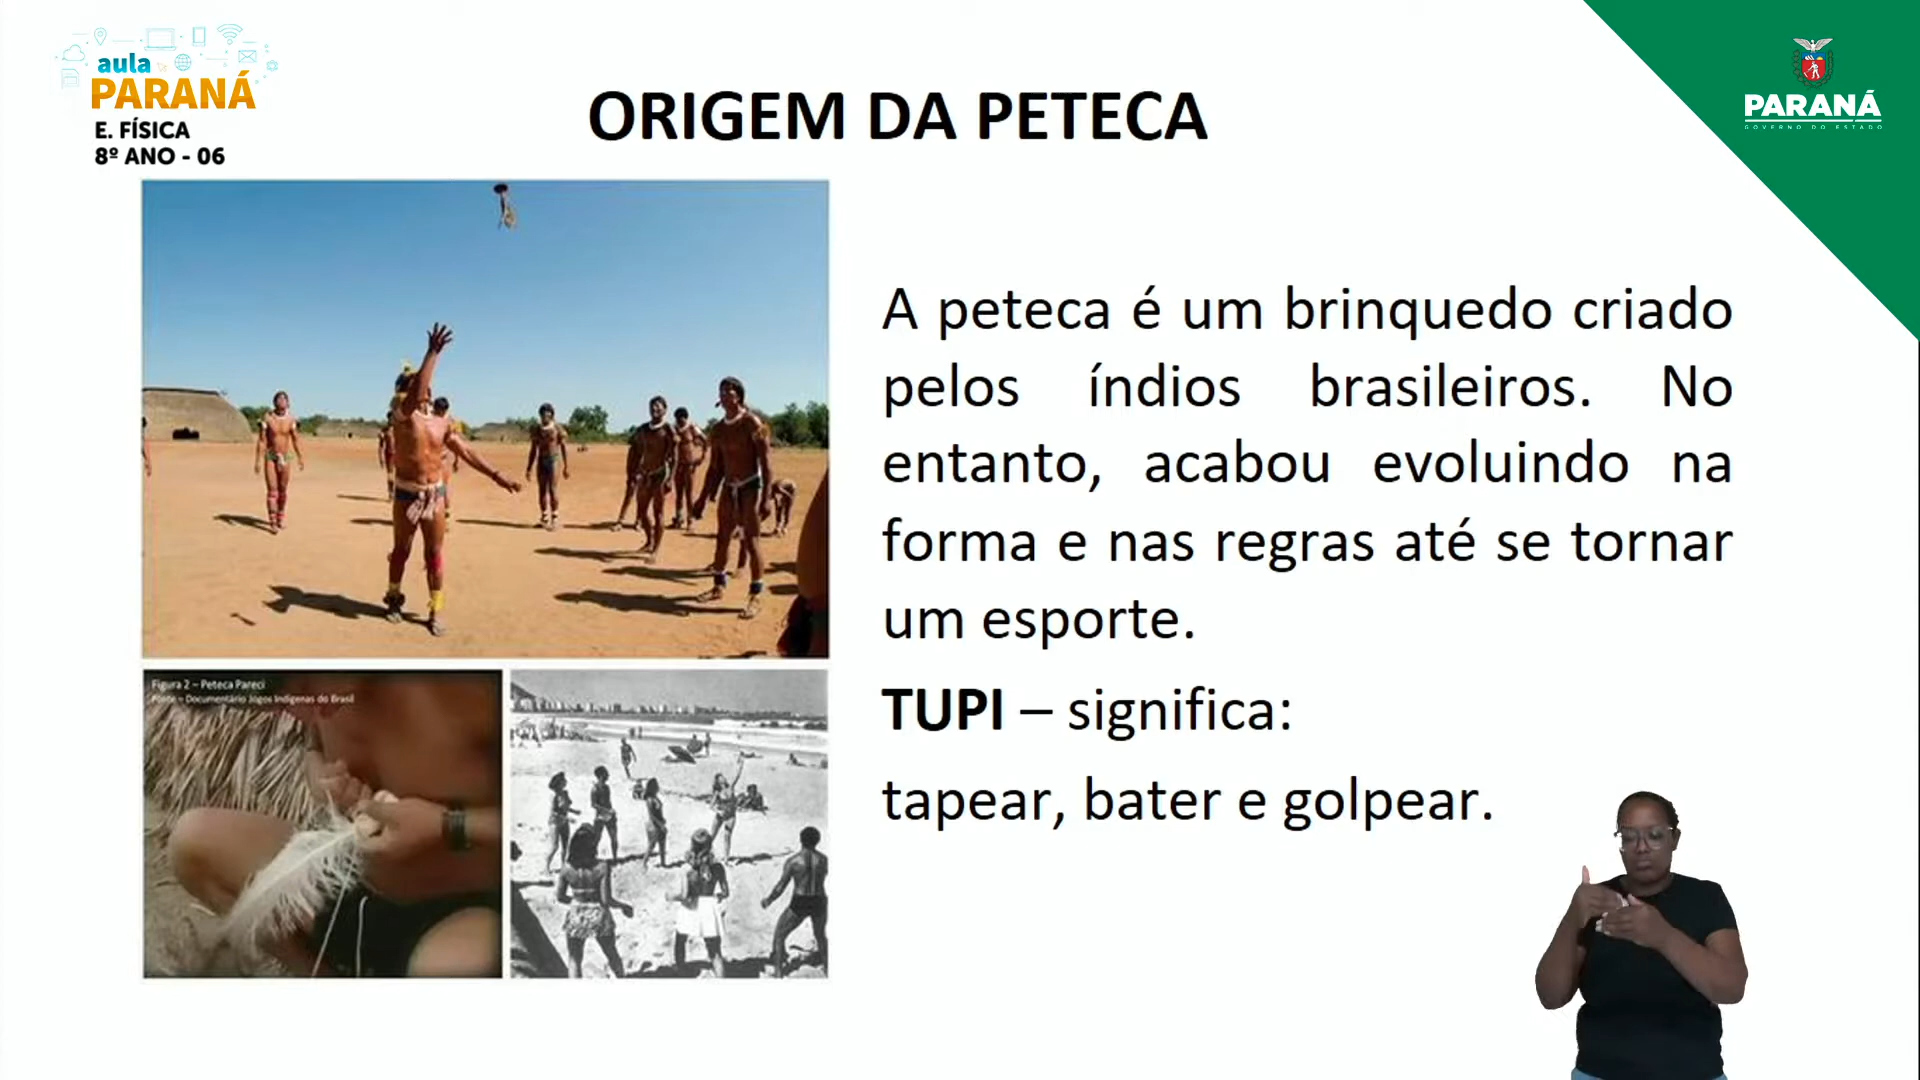 aula
PARANÁ
E. FÍSICA
8º ANO - 06
ORIGEM DA PETECA
PARANÁ
GOVERNO DO ESTADO
A peteca é um brinquedo criado
pelos índios brasileiros. No
entanto, acabou evoluindo na
forma e nas regras até se tornar
um esporte.
TUPI – significa:
tapear, bater e golpear.
Figura 2 – Peteca Pareci
Fonte – Documentário Jogos Indígenas do Brasil